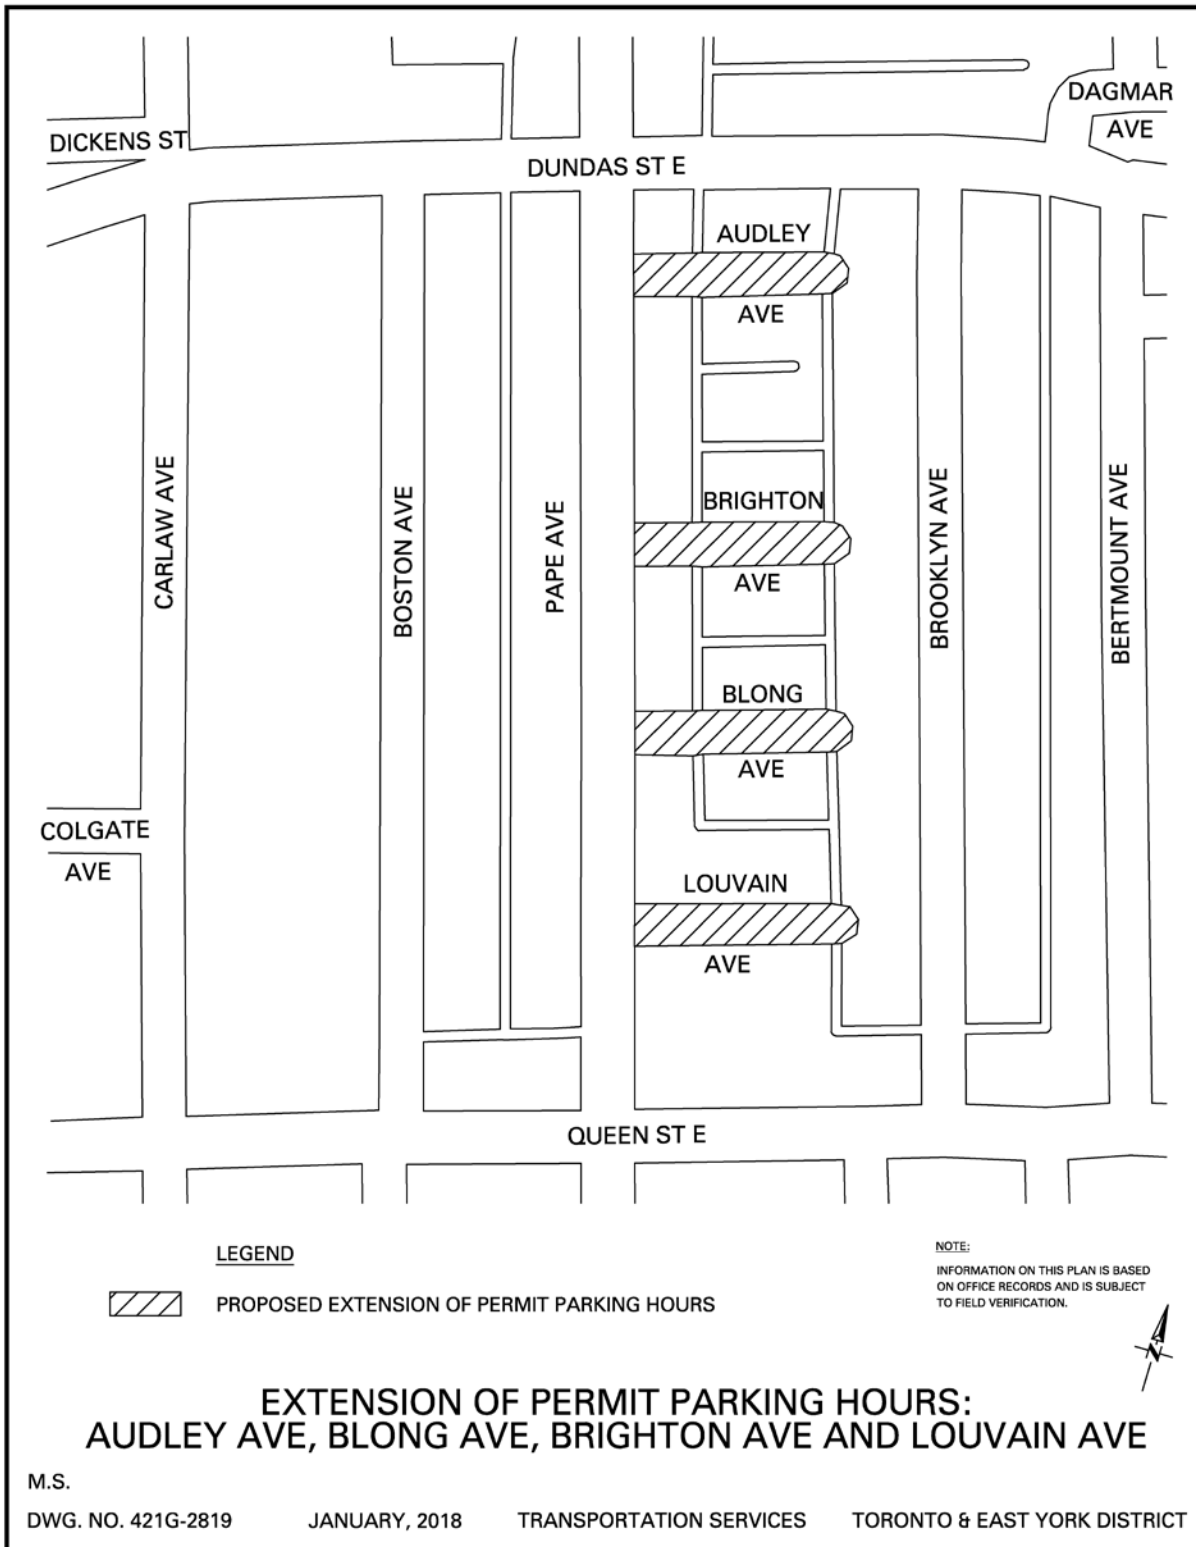 DAGMAR
AVE
DICKENS ST
DUNDAS ST E
AUDLEY
AVE
CARLAW AVE
BOSTON AVE
PAPE AVE
BRIGHTON
AVE
BROOKLYN AVE
BERTMOUNT AVE
BLONG
AVE
COLGATE
AVE
LOUVAIN
AVE
QUEEN ST E
LEGEND
PROPOSED EXTENSION OF PERMIT PARKING HOURS
NOTE:
INFORMATION ON THIS PLAN IS BASED
ON OFFICE RECORDS AND IS SUBJECT
TO FIELD VERIFICATION.
N
EXTENSION OF PERMIT PARKING HOURS:
AUDLEY AVE, BLONG AVE, BRIGHTON AVE AND LOUVAIN AVE
M.S.
DWG. NO. 421G-2819 JANUARY, 2018 TRANSPORTATION SERVICES TORONTO & EAST YORK DISTRICT